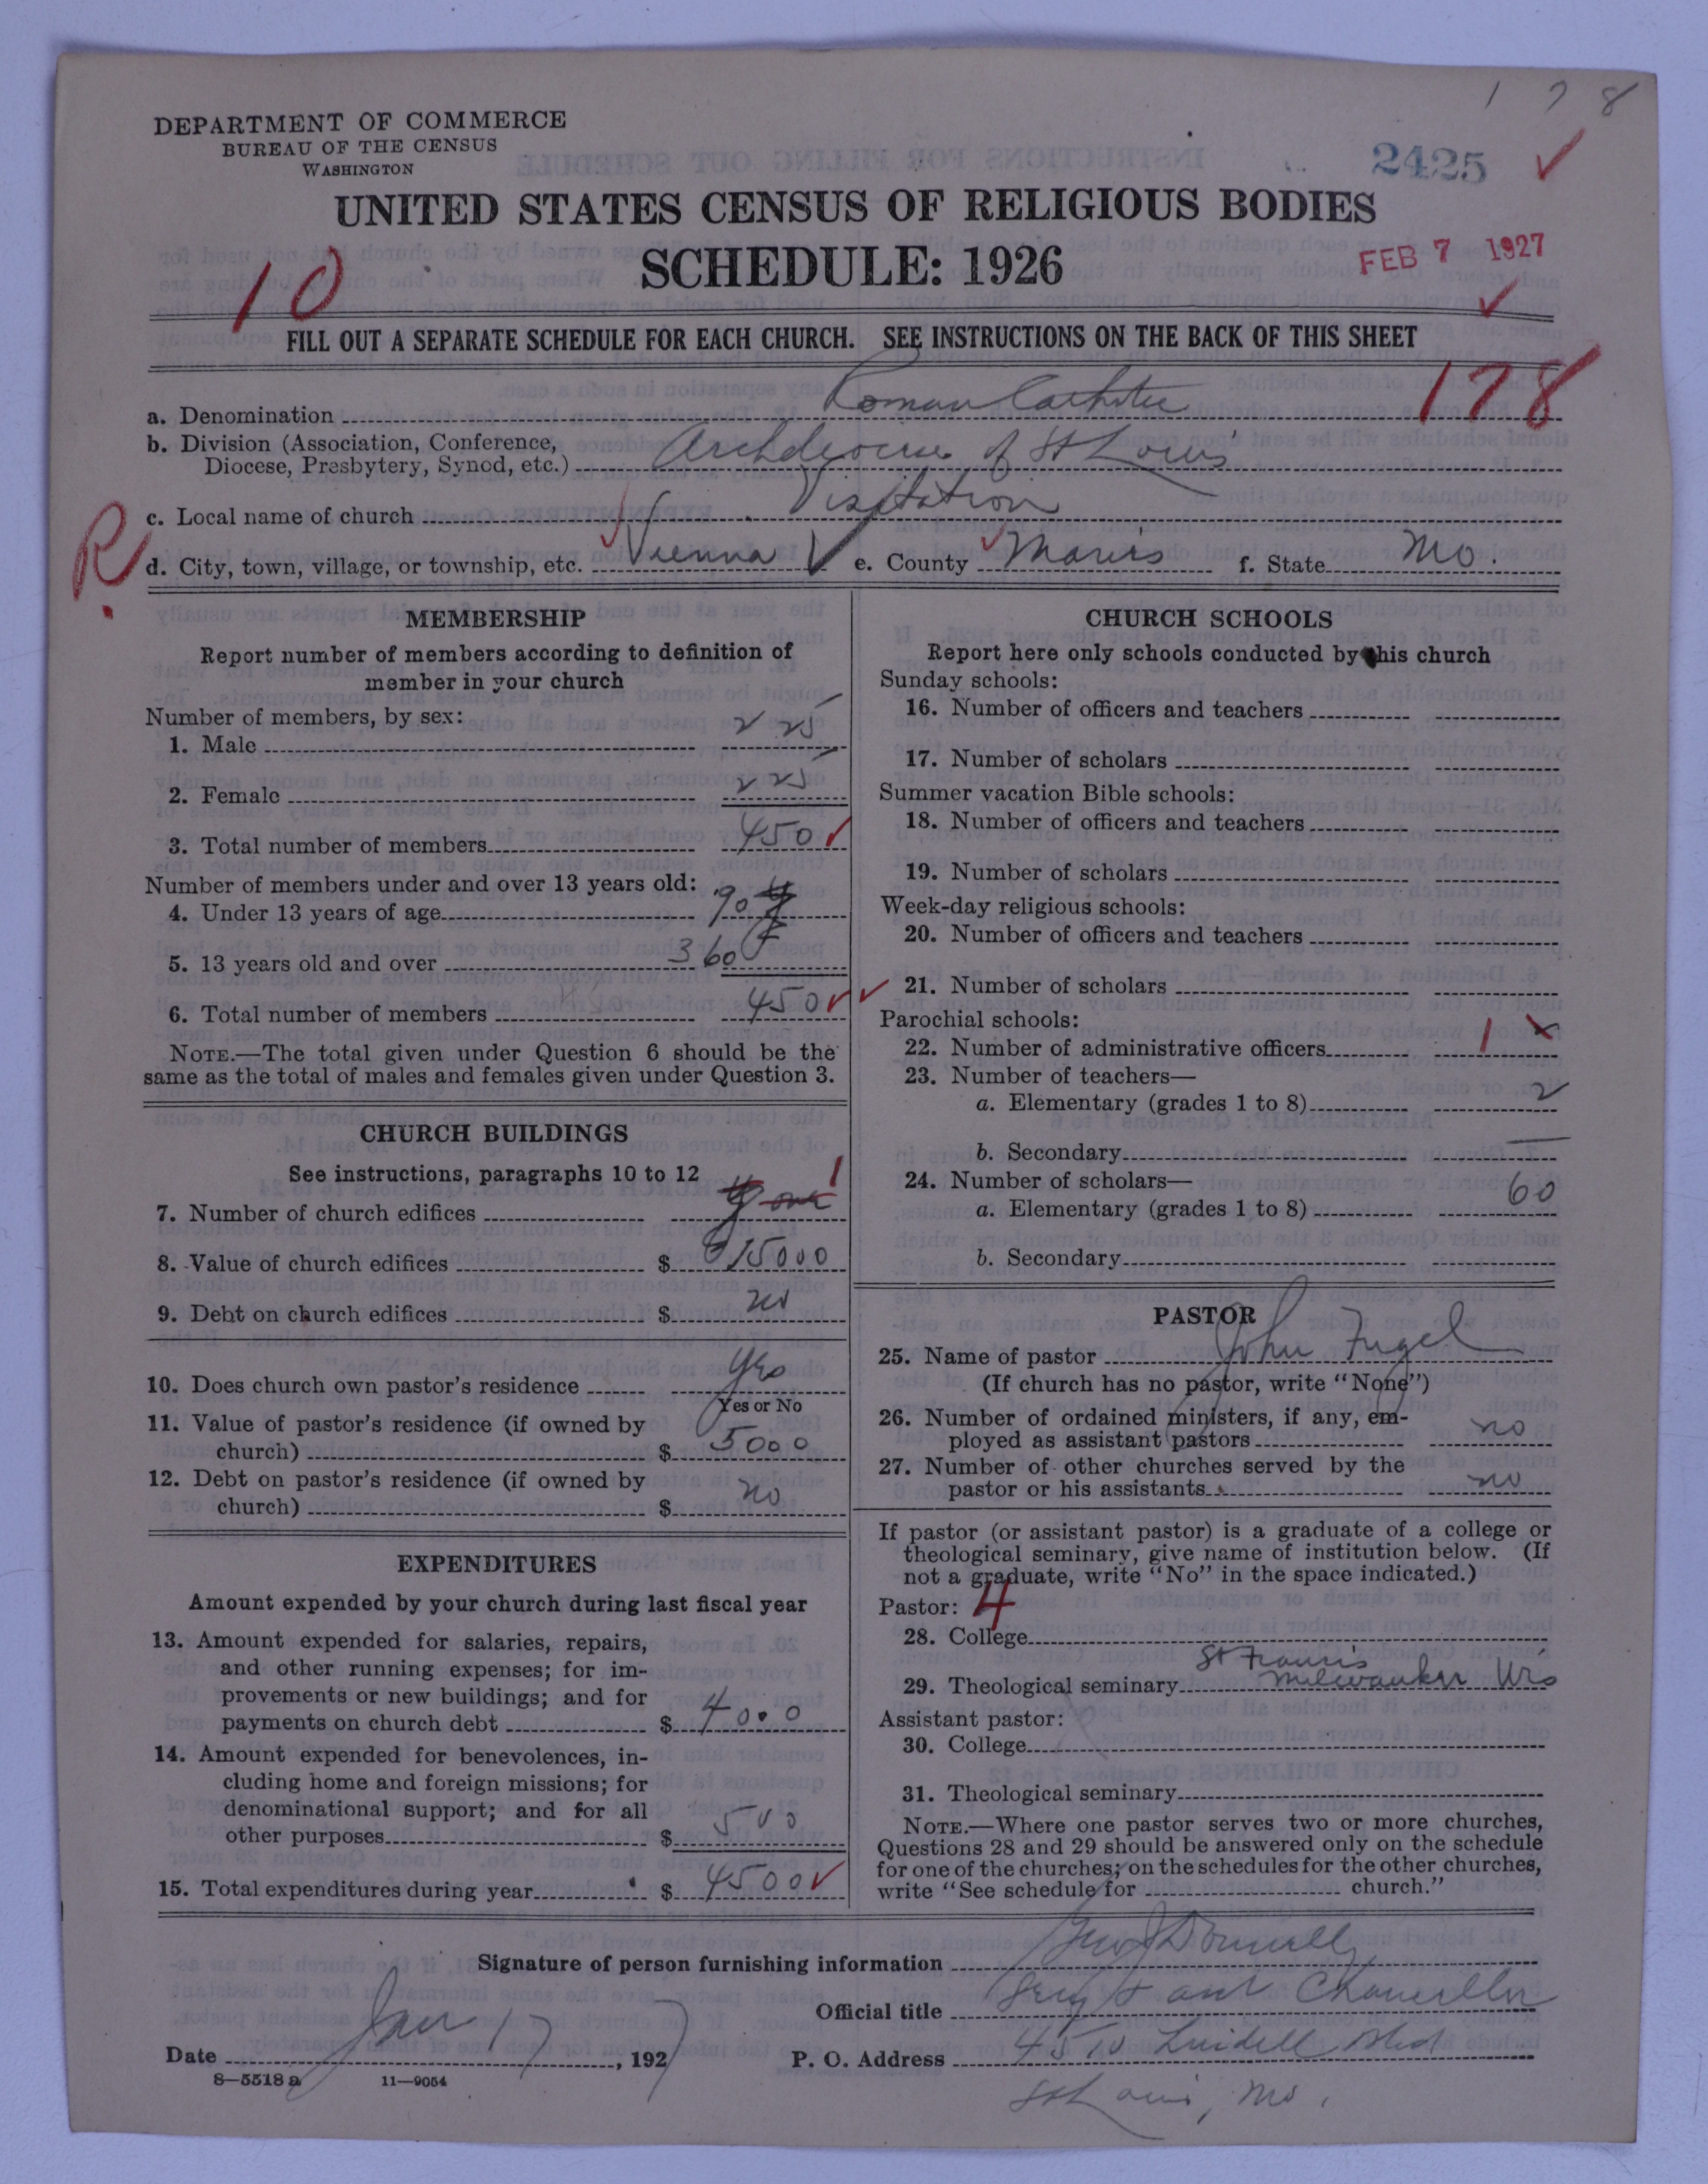 1 7 8
DEPARTMENT OF COMMERCE
BUREAU OF THE CENSUS
WASHINGTON
2425
UNITED STATES CENSUS OF RELIGIOUS BODIES
SCHEDULE: 1926
FEB 7 1927
10
FILL OUT A SEPARATE SCHEDULE FOR EACH CHURCH. SEE INSTRUCTIONS ON THE BACK OF THIS SHEET
178
a. Denomination Roman Catholic
b. Division (Association, Conference,
Diocese, Presbytery, Synod, etc.) Archdiocese of St Louis
c. Local name of church Visitation
R.
d. City, town, village, or township, etc. Vienna e. County Maries f. State Mo.
MEMBERSHIP
Report number of members according to definition of
member in your church
Number of members, by sex:
1. Male 225
2. Female 225
3. Total number of members 450
Number of members under and over 13 years old:
4. Under 13 years of age 90
5. 13 years old and over 360
6. Total number of members 450
NOTE.—The total given under Question 6 should be the
same as the total of males and females given under Question 3.
CHURCH BUILDINGS
See instructions, paragraphs 10 to 12
7. Number of church edifices one 1
8. Value of church edifices $ 15000
9. Debt on church edifices $ no
10. Does church own pastor's residence yes
Yes or No
11. Value of pastor's residence (if owned by
church) $ 5000
12. Debt on pastor's residence (if owned by
church) $ no
EXPENDITURES
Amount expended by your church during last fiscal year
13. Amount expended for salaries, repairs,
and other running expenses; for im-
provements or new buildings; and for
payments on church debt $ 4000
14. Amount expended for benevolences, in-
cluding home and foreign missions; for
denominational support; and for all
other purposes $ 500
15. Total expenditures during year $ 4500
CHURCH SCHOOLS
Report here only schools conducted by this church
Sunday schools:
16. Number of officers and teachers
17. Number of scholars
Summer vacation Bible schools:
18. Number of officers and teachers
19. Number of scholars
Week-day religious schools:
20. Number of officers and teachers
21. Number of scholars
Parochial schools:
22. Number of administrative officers 1
23. Number of teachers—
a. Elementary (grades 1 to 8) 2
b. Secondary —
24. Number of scholars—
a. Elementary (grades 1 to 8) 60
b. Secondary
PASTOR
25. Name of pastor John Fugel
(If church has no pastor, write "None")
26. Number of ordained ministers, if any, em-
ployed as assistant pastors no
27. Number of other churches served by the
pastor or his assistants no
If pastor (or assistant pastor) is a graduate of a college or
theological seminary, give name of institution below. (If
not a graduate, write "No" in the space indicated.)
Pastor: 4
28. College
St Francis
29. Theological seminary Milwaukee Wis
Assistant pastor:
30. College
31. Theological seminary
NOTE.—Where one pastor serves two or more churches,
Questions 28 and 29 should be answered only on the schedule
for one of the churches; on the schedules for the other churches,
write "See schedule for church."
Signature of person furnishing information Geo J Donnelly
Official title Secy to and Chancellor
Date Jan 17, 1927 P. O. Address 4510 Lindell Blvd
8—5518 a 11—9054
St Louis, Mo.